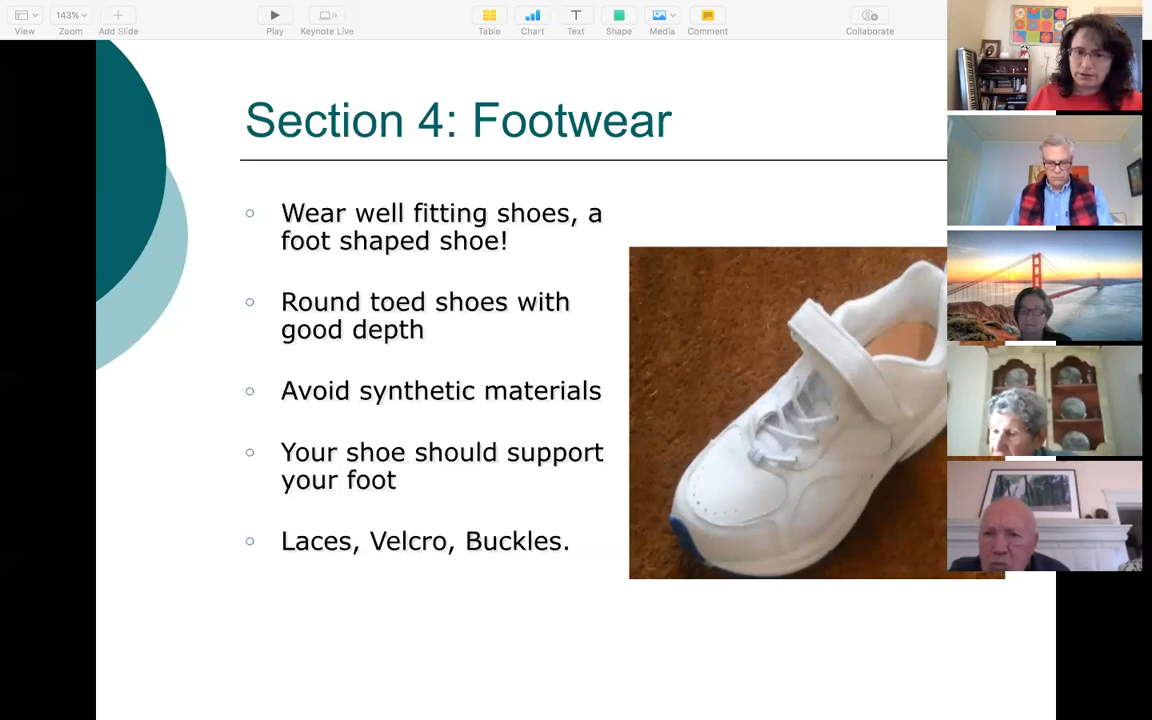 143%
View
Zoom
Add Slide
Play
Keynote Live
Table
Chart
Text
Shape
Media
Comment
Collaborate
Section 4: Footwear
Wear well fitting shoes, a
foot shaped shoe!
Round toed shoes with
good depth
Avoid synthetic materials
Your shoe should support
your foot
Laces, Velcro, Buckles.